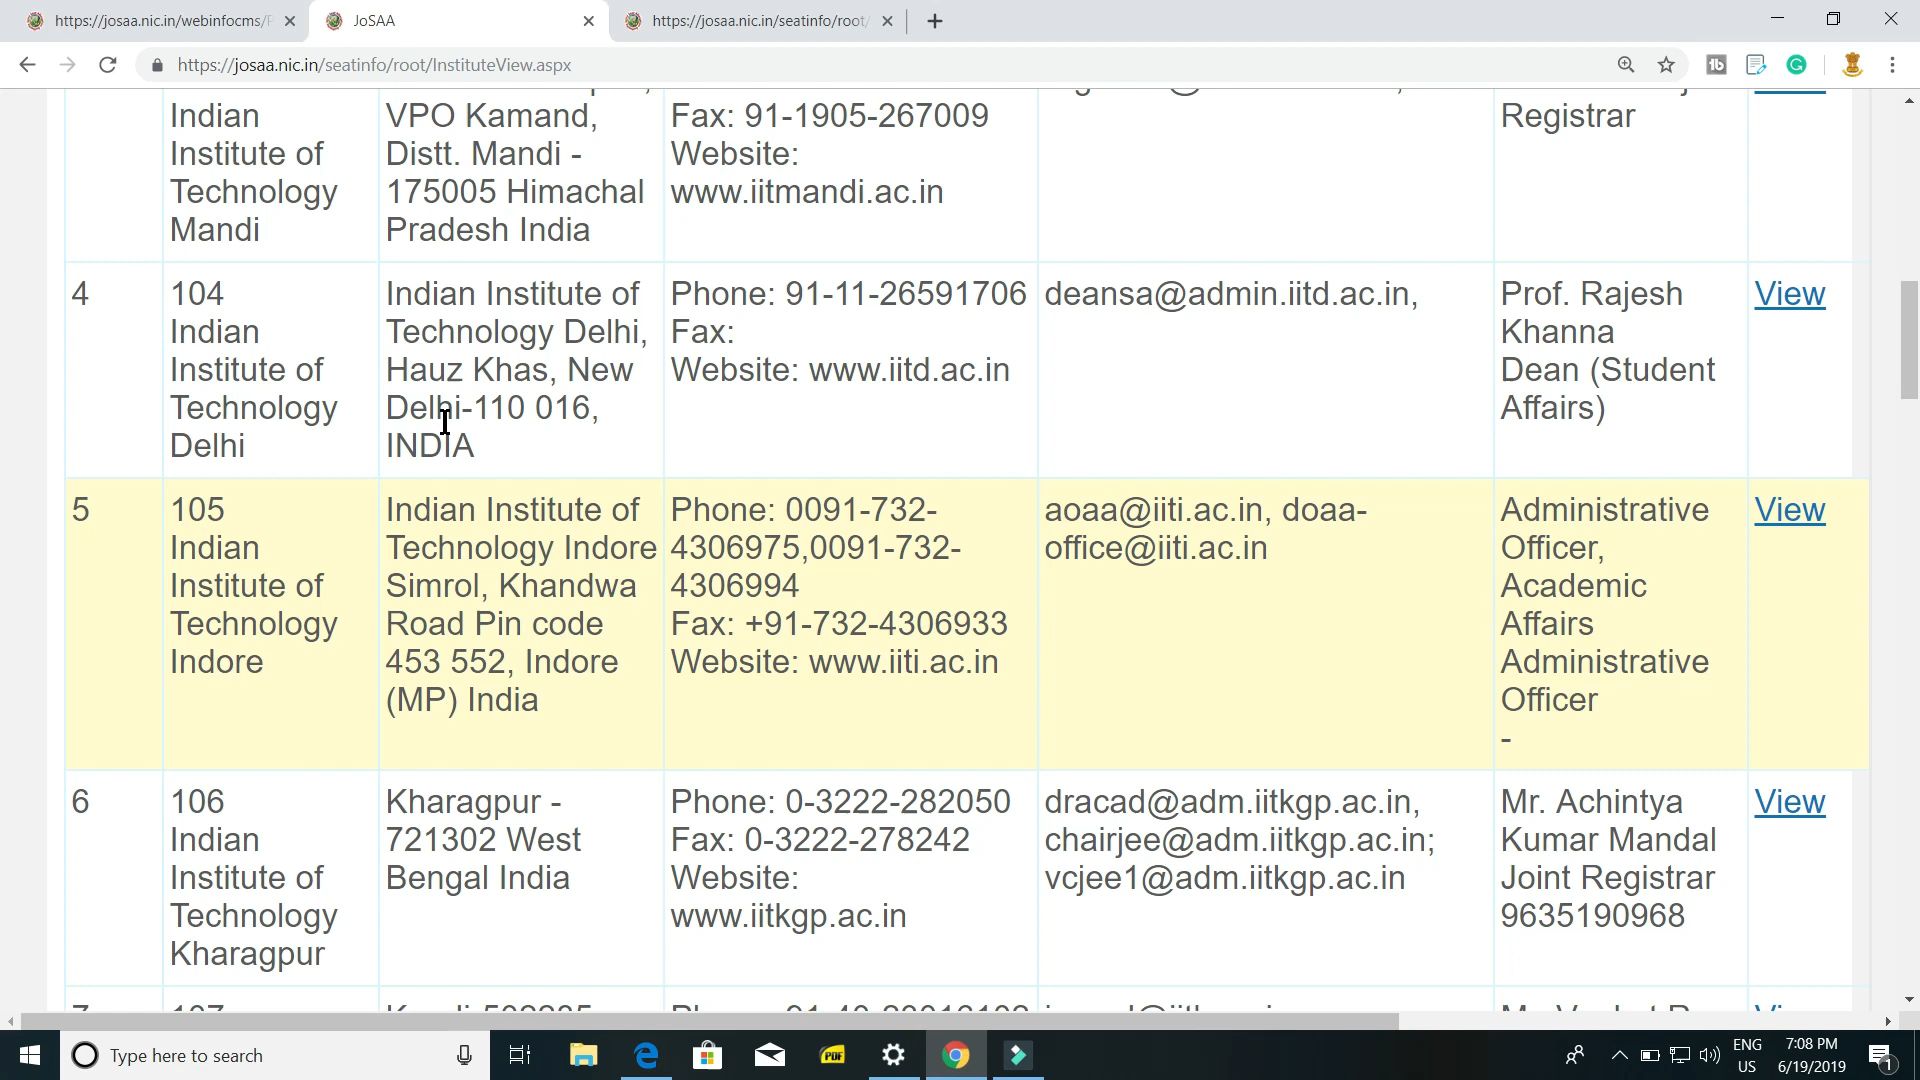 https://josaa.nic.in/webinfocms/P
JoSAA
https://josaa.nic.in/seatinfo/root/
https://josaa.nic.in/seatinfo/root/InstituteView.aspx
Indian
Institute of
Technology
Mandi
VPO Kamand,
Distt. Mandi -
175005 Himachal
Pradesh India
Fax: 91-1905-267009
Website:
www.iitmandi.ac.in
Registrar
4
104
Indian
Institute of
Technology
Delhi
Indian Institute of
Technology Delhi,
Hauz Khas, New
Delhi-110 016,
INDIA
Phone: 91-11-26591706
Fax:
Website: www.iitd.ac.in
deansa@admin.iitd.ac.in,
Prof. Rajesh
Khanna
Dean (Student
Affairs)
View
5
105
Indian
Institute of
Technology
Indore
Indian Institute of
Technology Indore
Simrol, Khandwa
Road Pin code
453 552, Indore
(MP) India
Phone: 0091-732-
4306975,0091-732-
4306994
Fax: +91-732-4306933
Website: www.iiti.ac.in
aoaa@iiti.ac.in, doaa-
office@iiti.ac.in
Administrative
Officer,
Academic
Affairs
Administrative
Officer
-
View
6
106
Indian
Institute of
Technology
Kharagpur
Kharagpur -
721302 West
Bengal India
Phone: 0-3222-282050
Fax: 0-3222-278242
Website:
www.iitkgp.ac.in
dracad@adm.iitkgp.ac.in,
chairjee@adm.iitkgp.ac.in;
vcjee1@adm.iitkgp.ac.in
Mr. Achintya
Kumar Mandal
Joint Registrar
9635190968
View
Type here to search
PDF
ENG
US
7:08 PM
6/19/2019
1